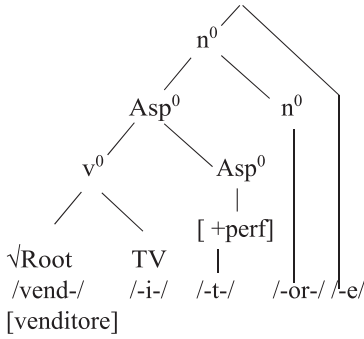 n⁰
Asp⁰ n⁰
v⁰ Asp⁰
[ +perf]
√Root TV
/vend-/ /-i-/ /-t-/ /-or-/ /-e/
[venditore]